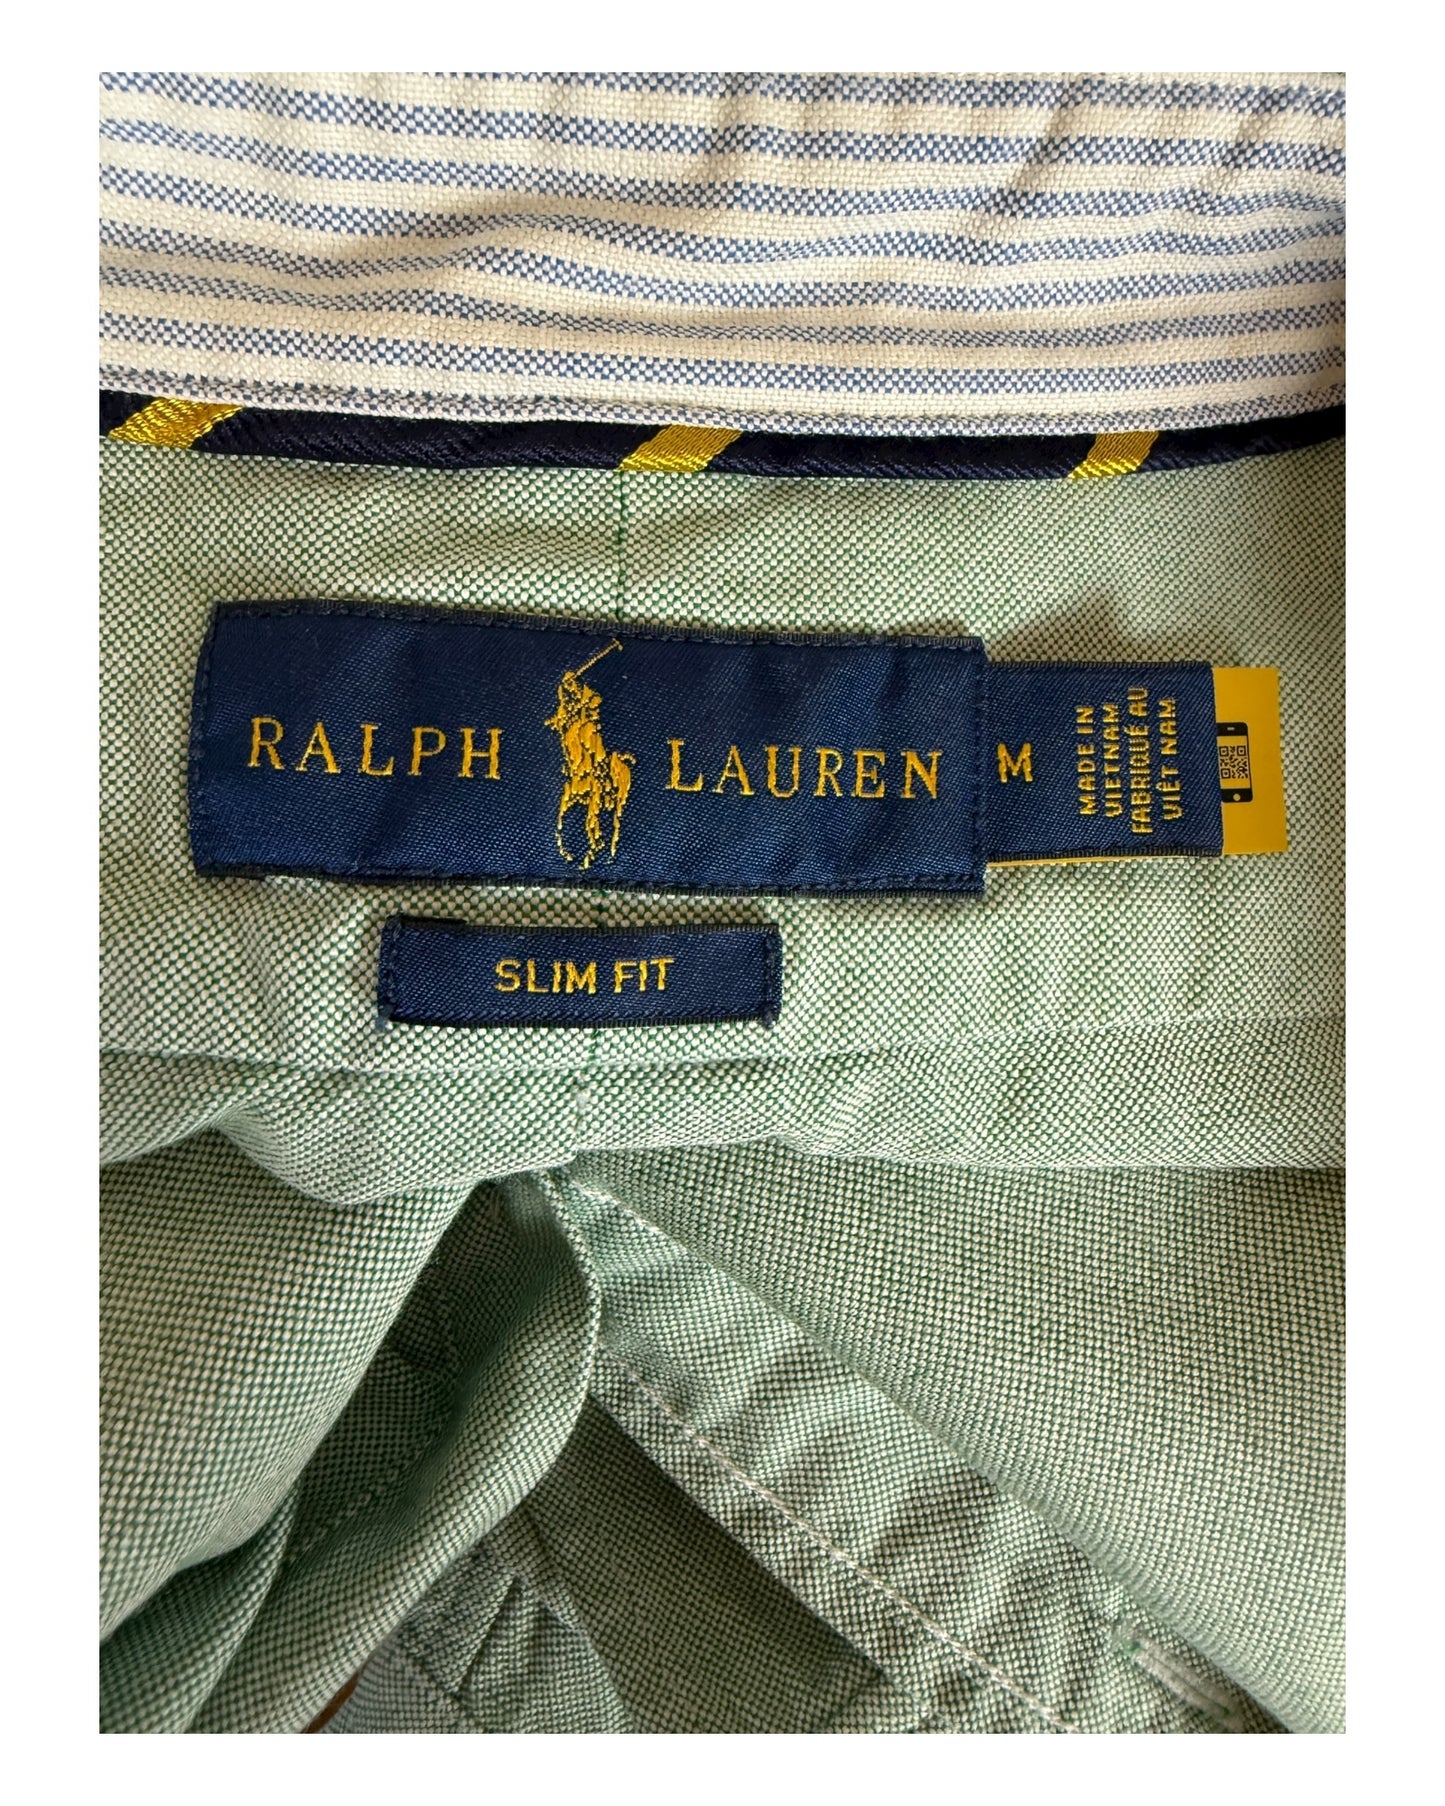 RALPH LAUREN
M
MADE IN
VIETNAM
FABRIQUÉ AU
VIÊT NAM
SLIM FIT